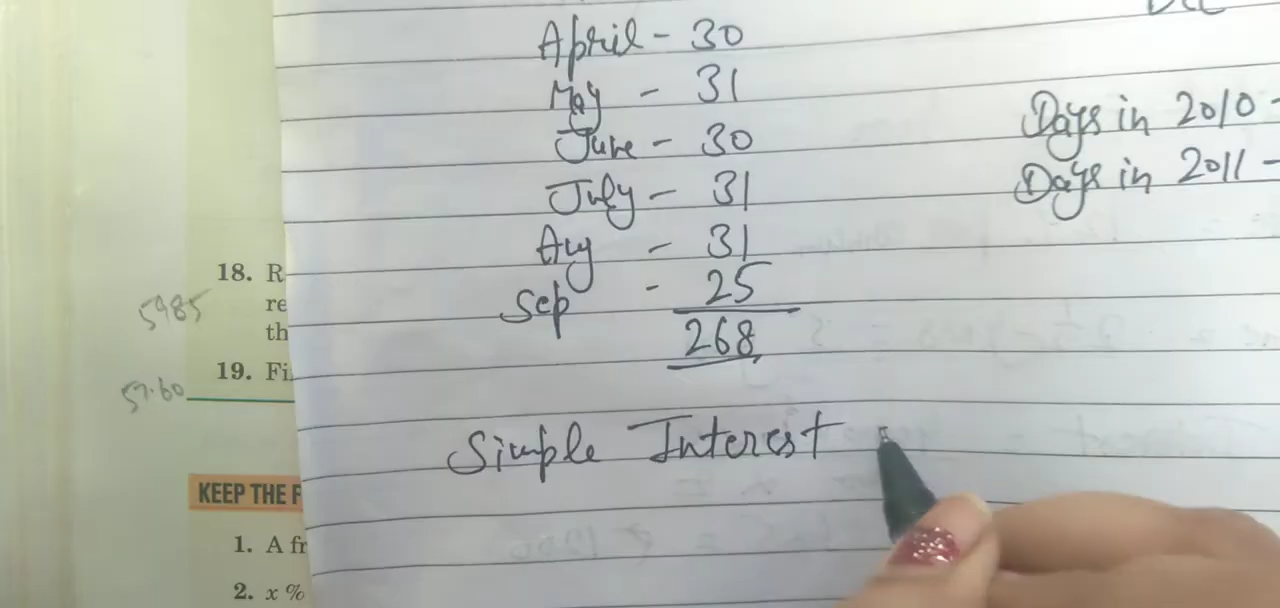 April - 30
May - 31
June - 30
July - 31
Aug - 31
Sep - 25
268
Simple Interest
Days in 2010 -
Days in 2011 -
5985
18. R
re
th
57.60
19. Fi
KEEP THE F
1. A fr
2. x %